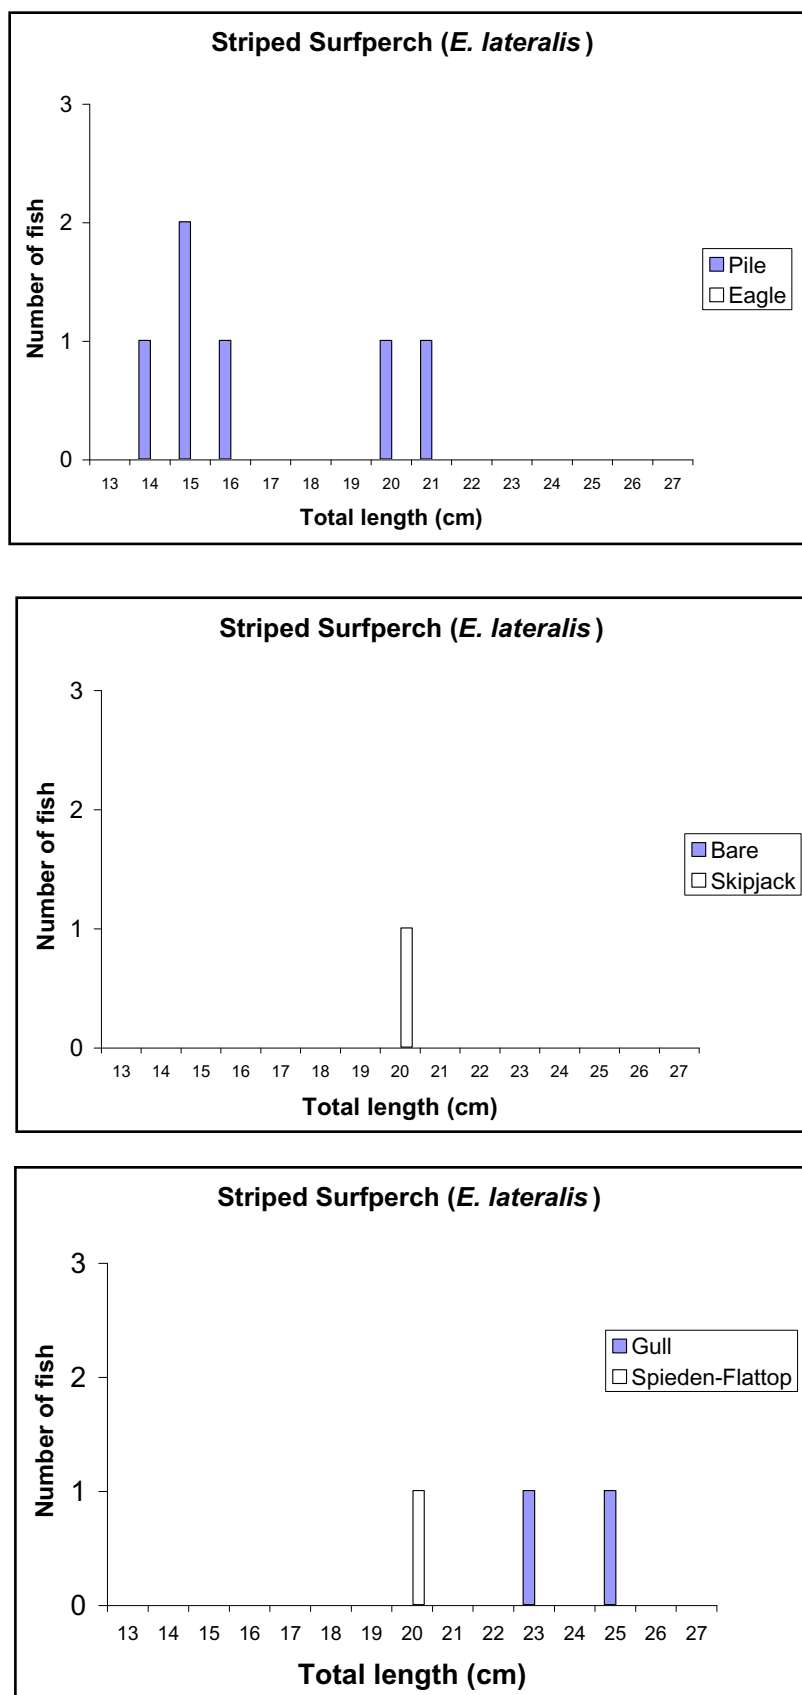 Striped Surfperch (E. lateralis)
3
2
1
0
Number of fish
13 14 15 16 17 18 19 20 21 22 23 24 25 26 27
Total length (cm)
Pile
Eagle
Striped Surfperch (E. lateralis)
3
2
1
0
Number of fish
13 14 15 16 17 18 19 20 21 22 23 24 25 26 27
Total length (cm)
Bare
Skipjack
Striped Surfperch (E. lateralis)
3
2
1
0
Number of fish
13 14 15 16 17 18 19 20 21 22 23 24 25 26 27
Total length (cm)
Gull
Spieden-Flattop